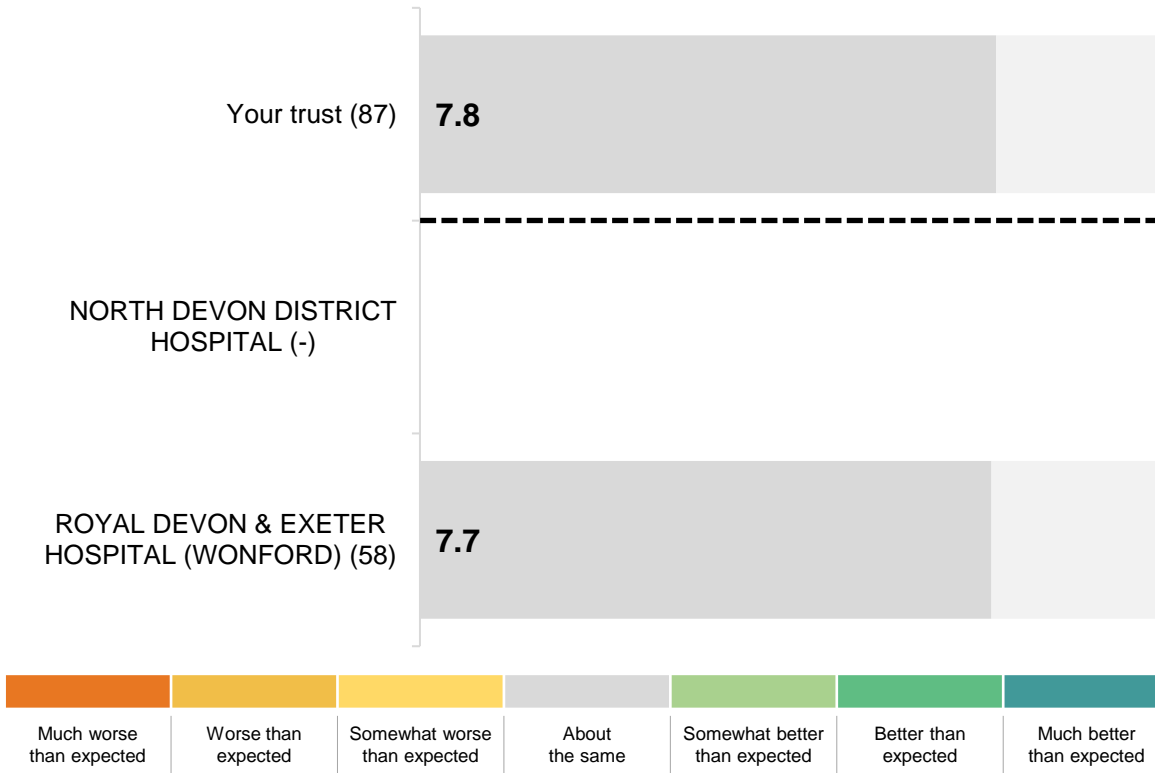 Your trust (87)
7.8
NORTH DEVON DISTRICT
HOSPITAL (-)
ROYAL DEVON & EXETER
HOSPITAL (WONFORD) (58)
7.7
Much worse
than expected
Worse than
expected
Somewhat worse
than expected
About
the same
Somewhat better
than expected
Better than
expected
Much better
than expected